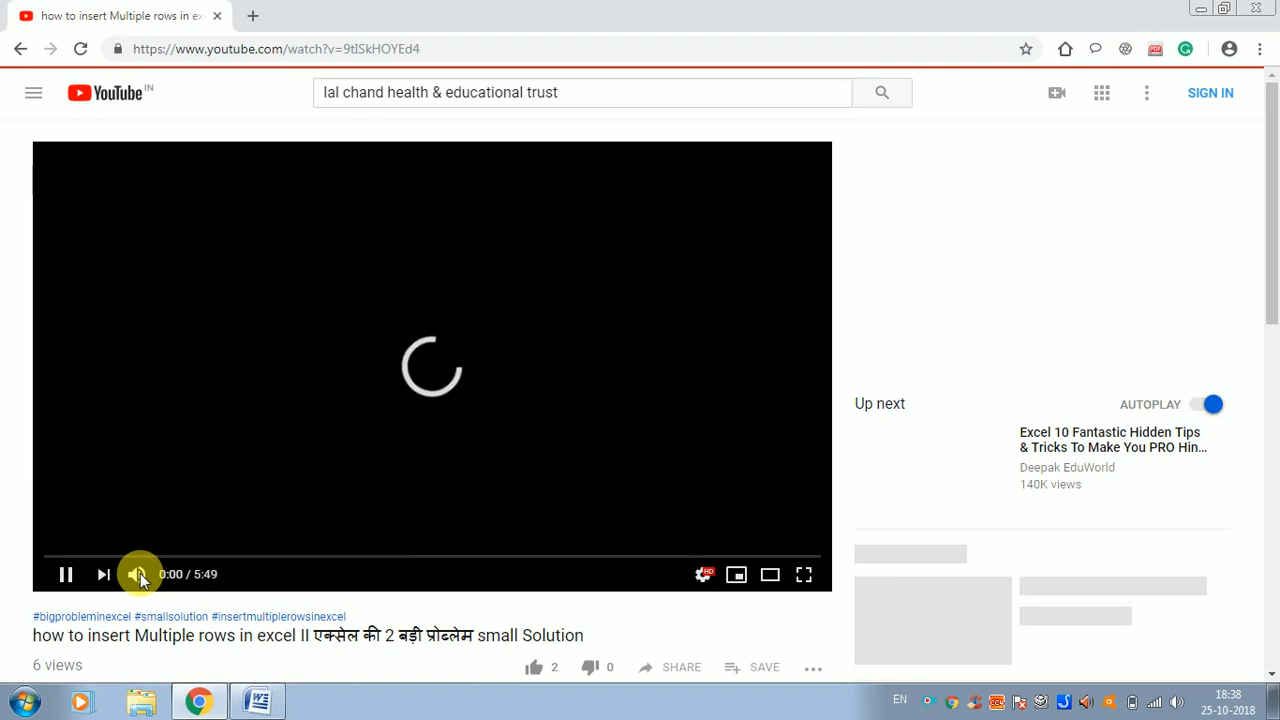 how to insert Multiple rows in ex
https://www.youtube.com/watch?v=9tISkHOYEd4
YouTube IN
lal chand health & educational trust
SIGN IN
0:00 / 5:49
HD
Up next
AUTOPLAY
Excel 10 Fantastic Hidden Tips
& Tricks To Make You PRO Hin...
Deepak EduWorld
140K views
#bigprobleminexcel #smallsolution #insertmultiplerowsinexcel
how to insert Multiple rows in excel II एक्सेल की 2 बड़ी प्रोब्लेम small Solution
6 views
2
0
SHARE
SAVE
EN
18:38
25-10-2018